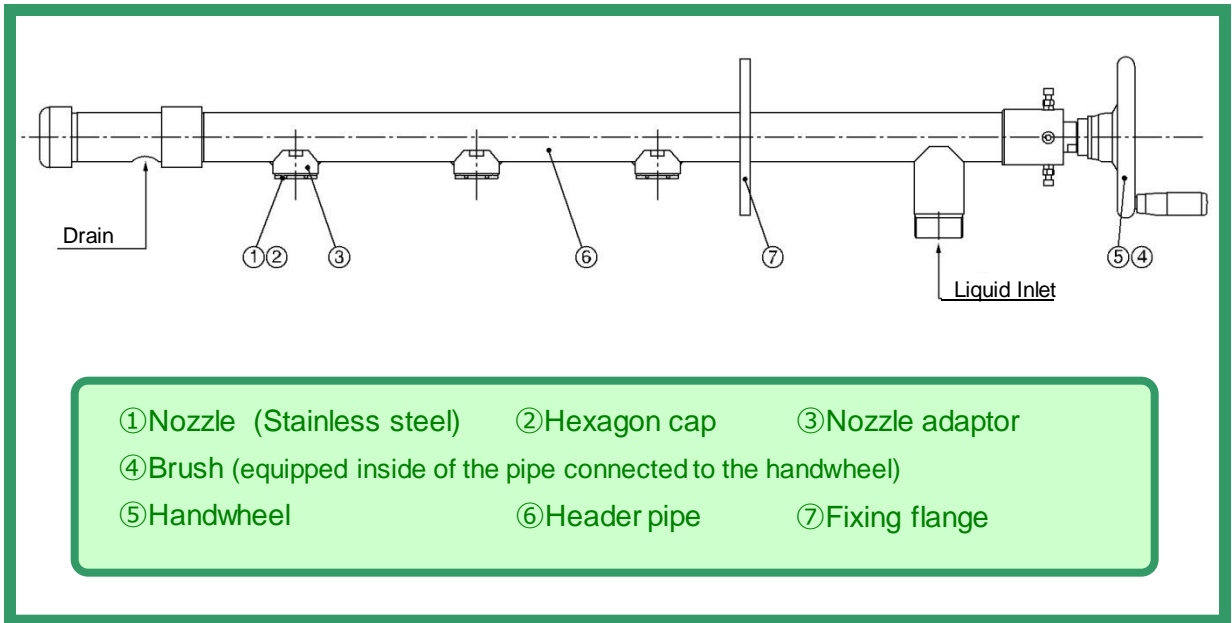 Drain
①② ③ ⑥ ⑦ ⑤④
Liquid Inlet
①Nozzle (Stainless steel) ②Hexagon cap ③Nozzle adaptor
④Brush (equipped inside of the pipe connected to the handwheel)
⑤Handwheel ⑥Header pipe ⑦Fixing flange